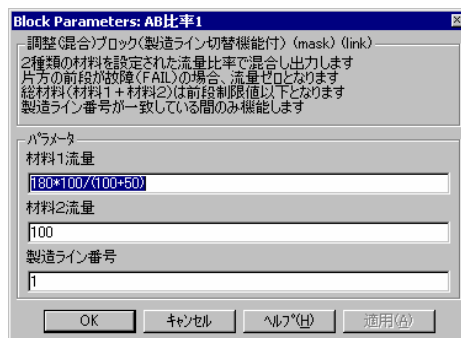 Block Parameters: AB比率1
調整(混合)ブロック(製造ライン切替機能付) (mask) (link)
2種類の材料を設定された流量比率で混合し出力します
片方の前段が故障(FAIL)の場合、流量ゼロとなります
総材料(材料1+材料2)は前段制限値以下となります
製造ライン番号が一致している間のみ機能します
パラメータ
材料1流量
180*100/(100+50)
材料2流量
100
製造ライン番号
1
OK キャンセル ヘルプ(H) 適用(A)